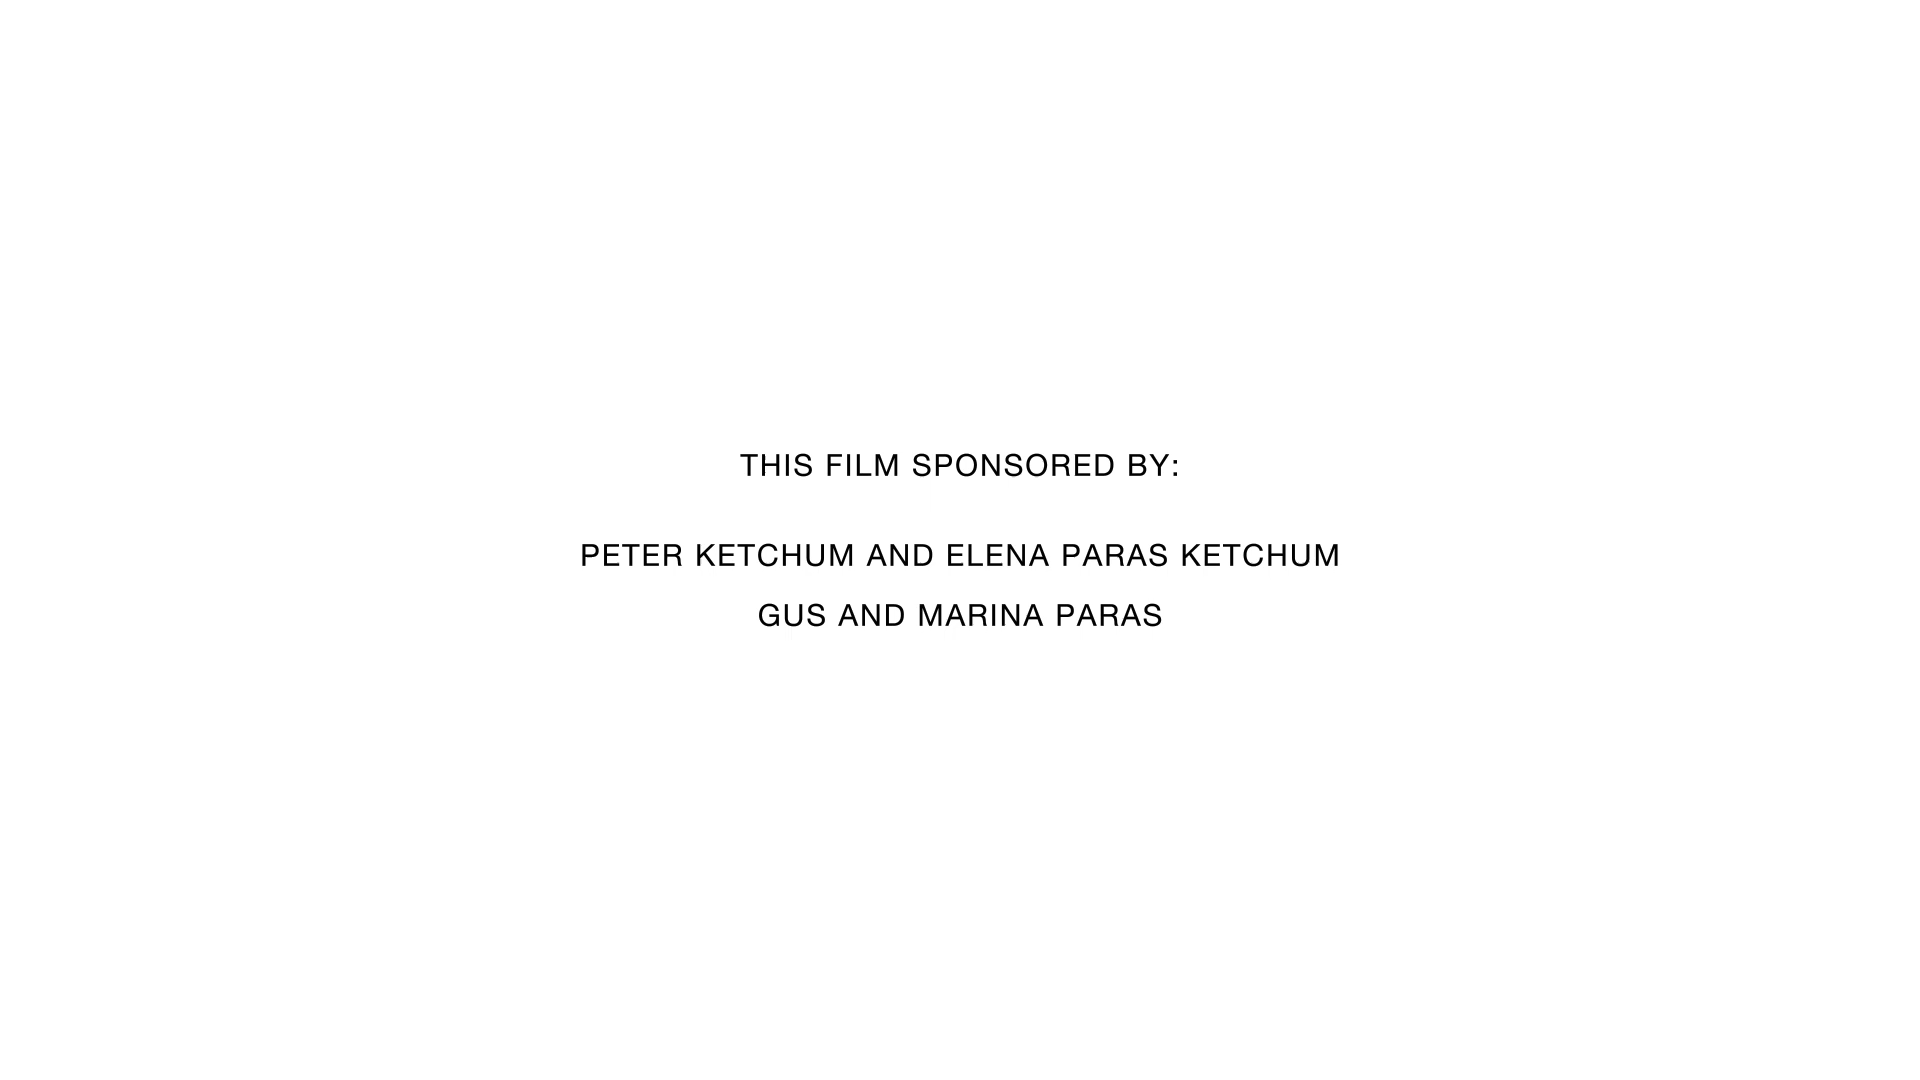 THIS FILM SPONSORED BY:
PETER KETCHUM AND ELENA PARAS KETCHUM
GUS AND MARINA PARAS